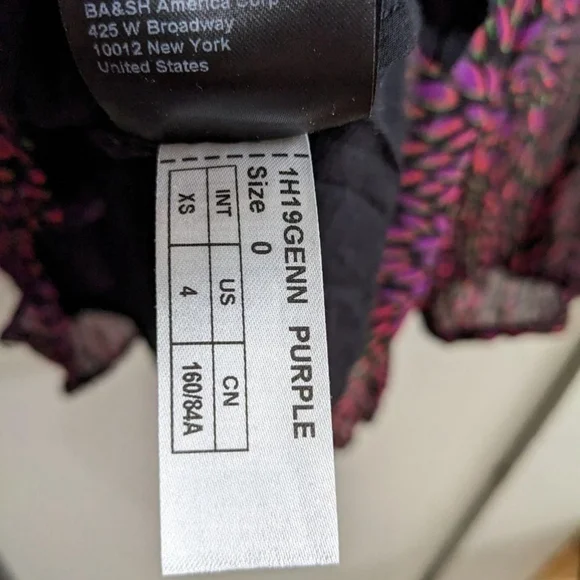 BA&SH America Corp
425 W Broadway
10012 New York
United States
1H19GENN PURPLE
Size 0
INT US CN
XS 4 160/84A